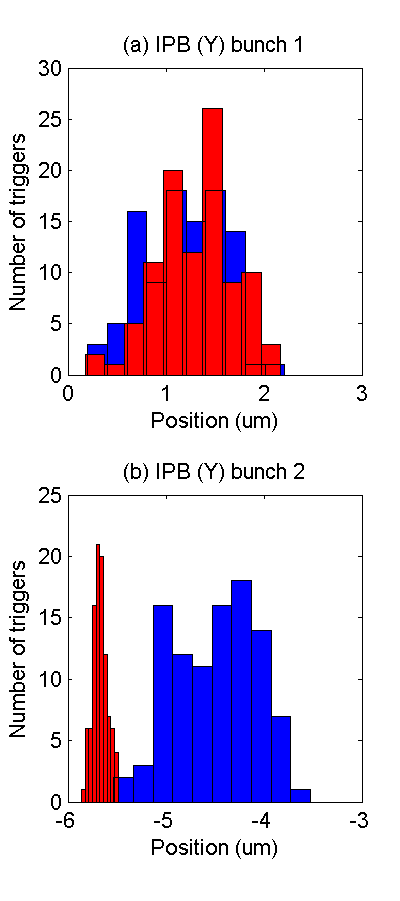 (a) IPB (Y) bunch 1
30
25
20
15
10
5
0
0 1 2 3
Number of triggers
Position (um)
(b) IPB (Y) bunch 2
25
20
15
10
5
0
-6 -5 -4 -3
Number of triggers
Position (um)